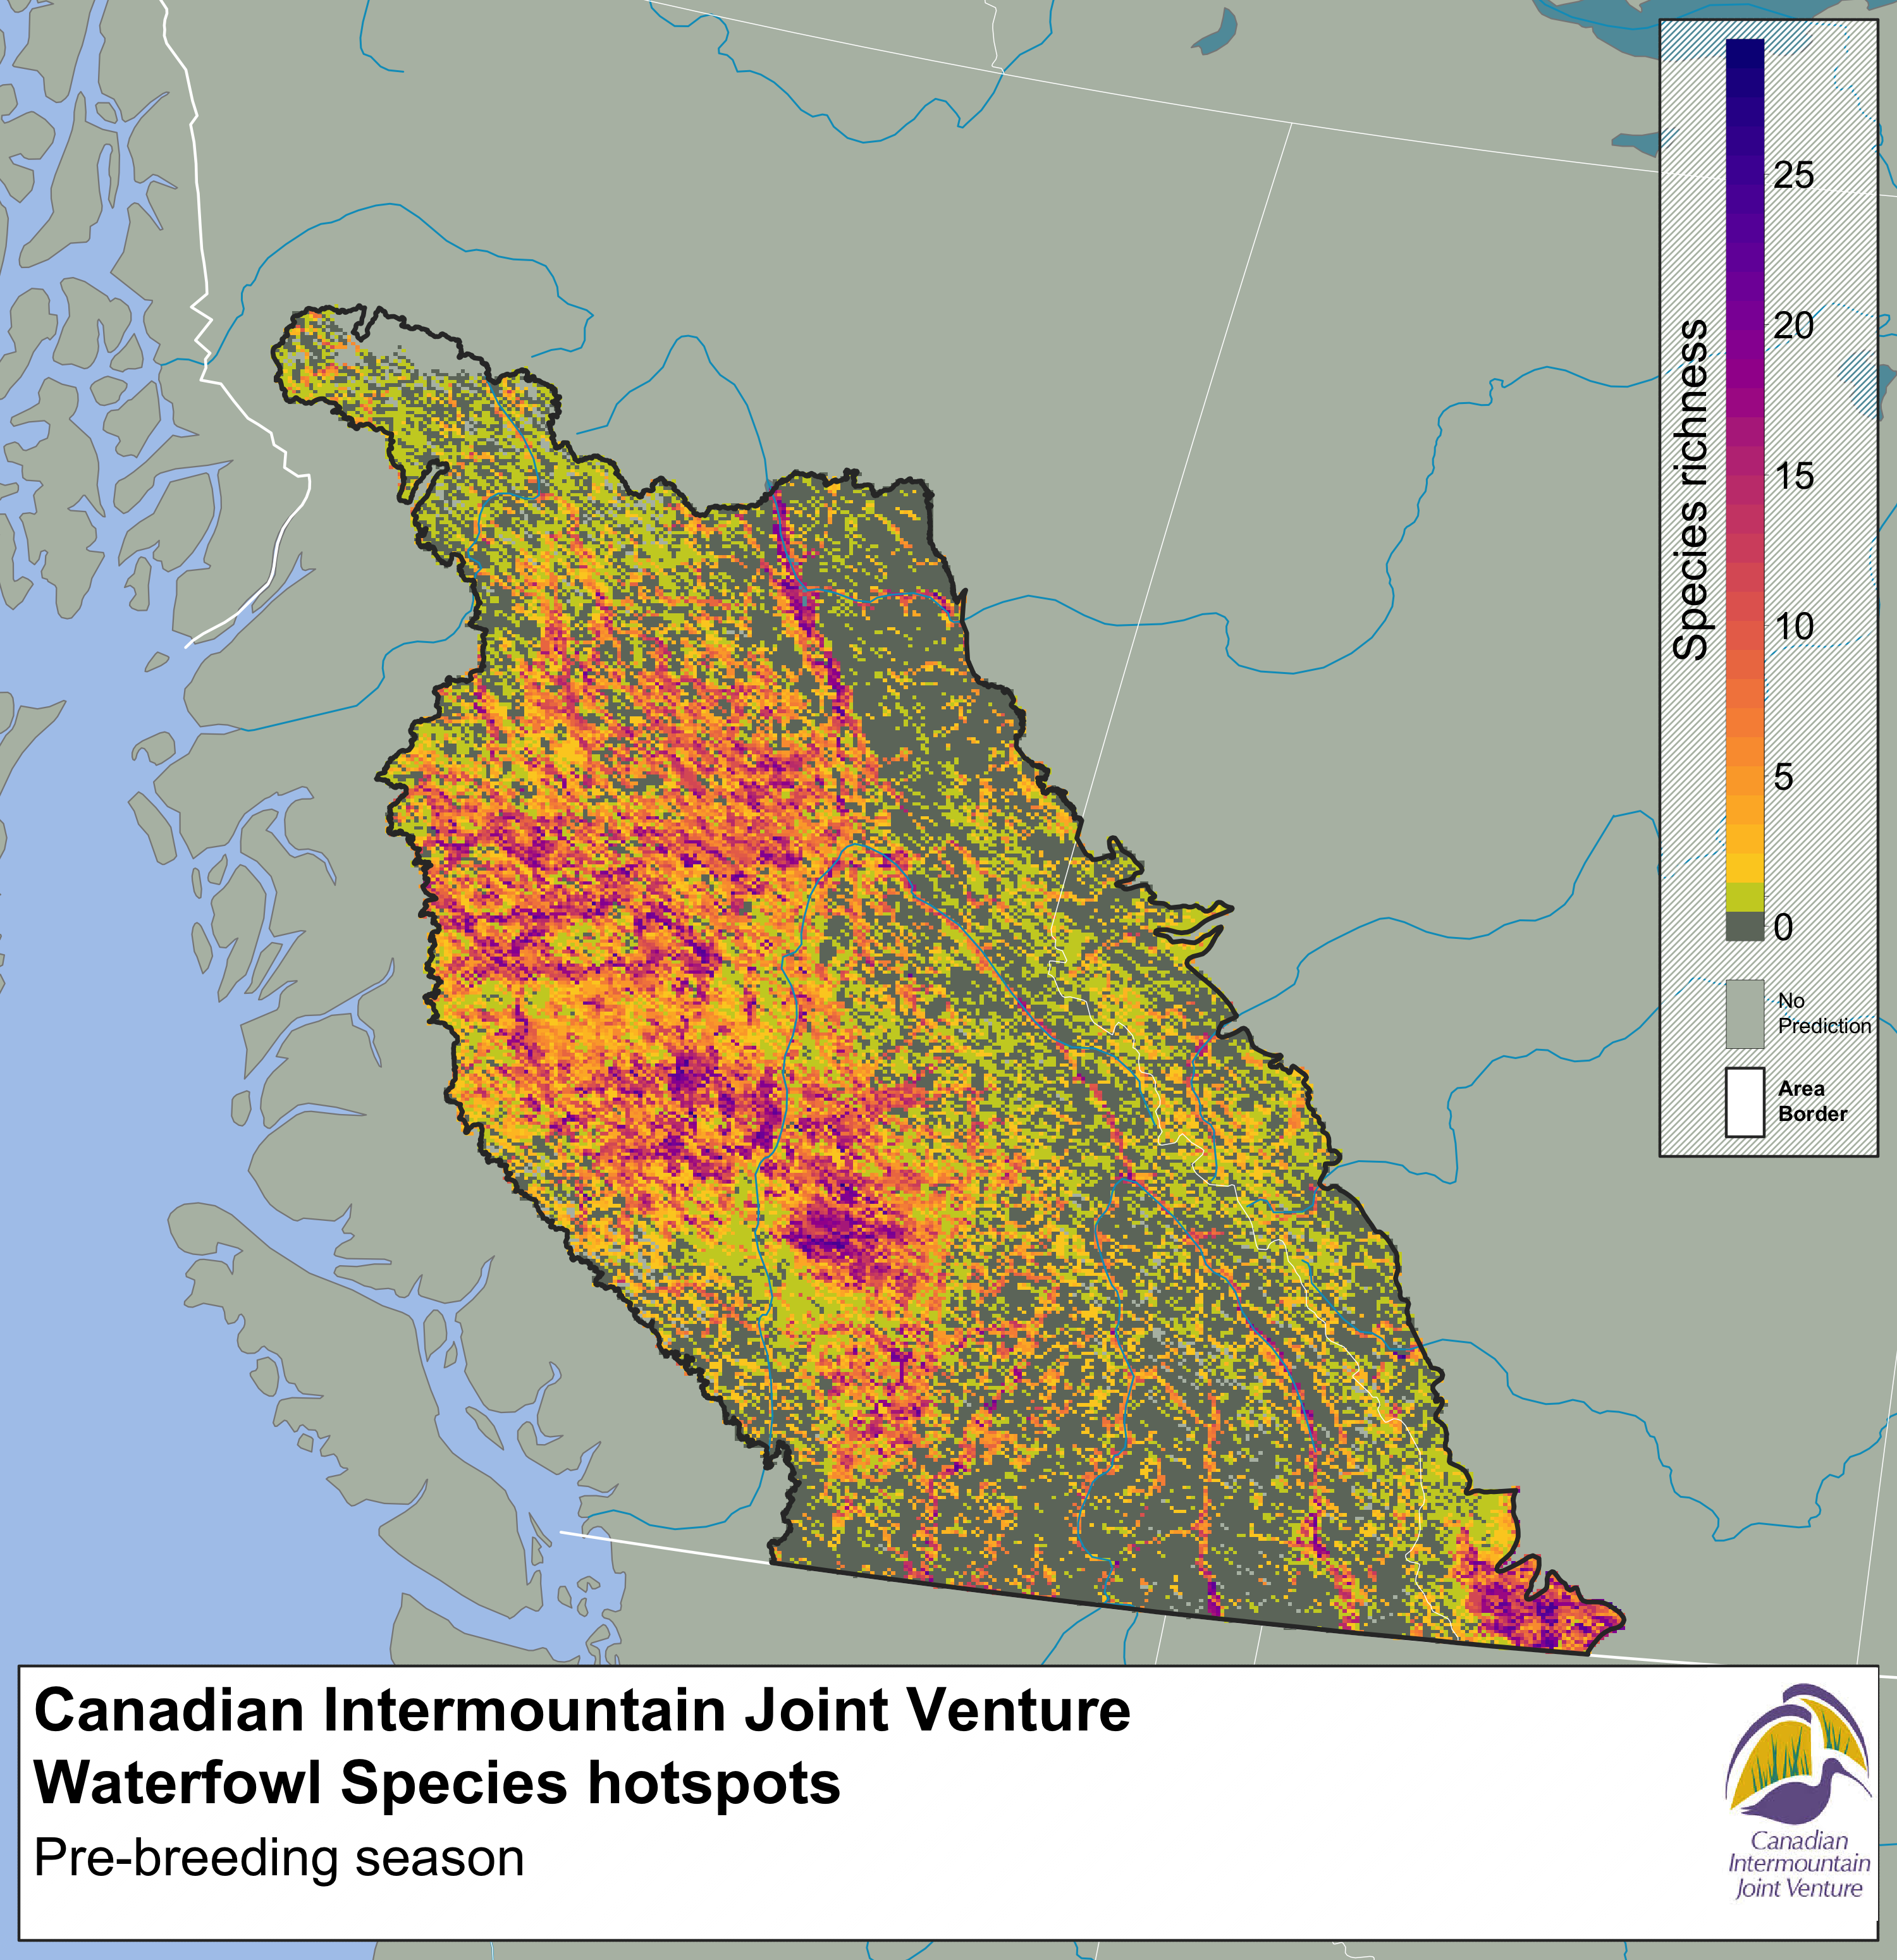 Species richness
25
20
15
10
5
0
No
Prediction
Area
Border
Canadian Intermountain Joint Venture
Waterfowl Species hotspots
Pre-breeding season
Canadian
Intermountain
Joint Venture